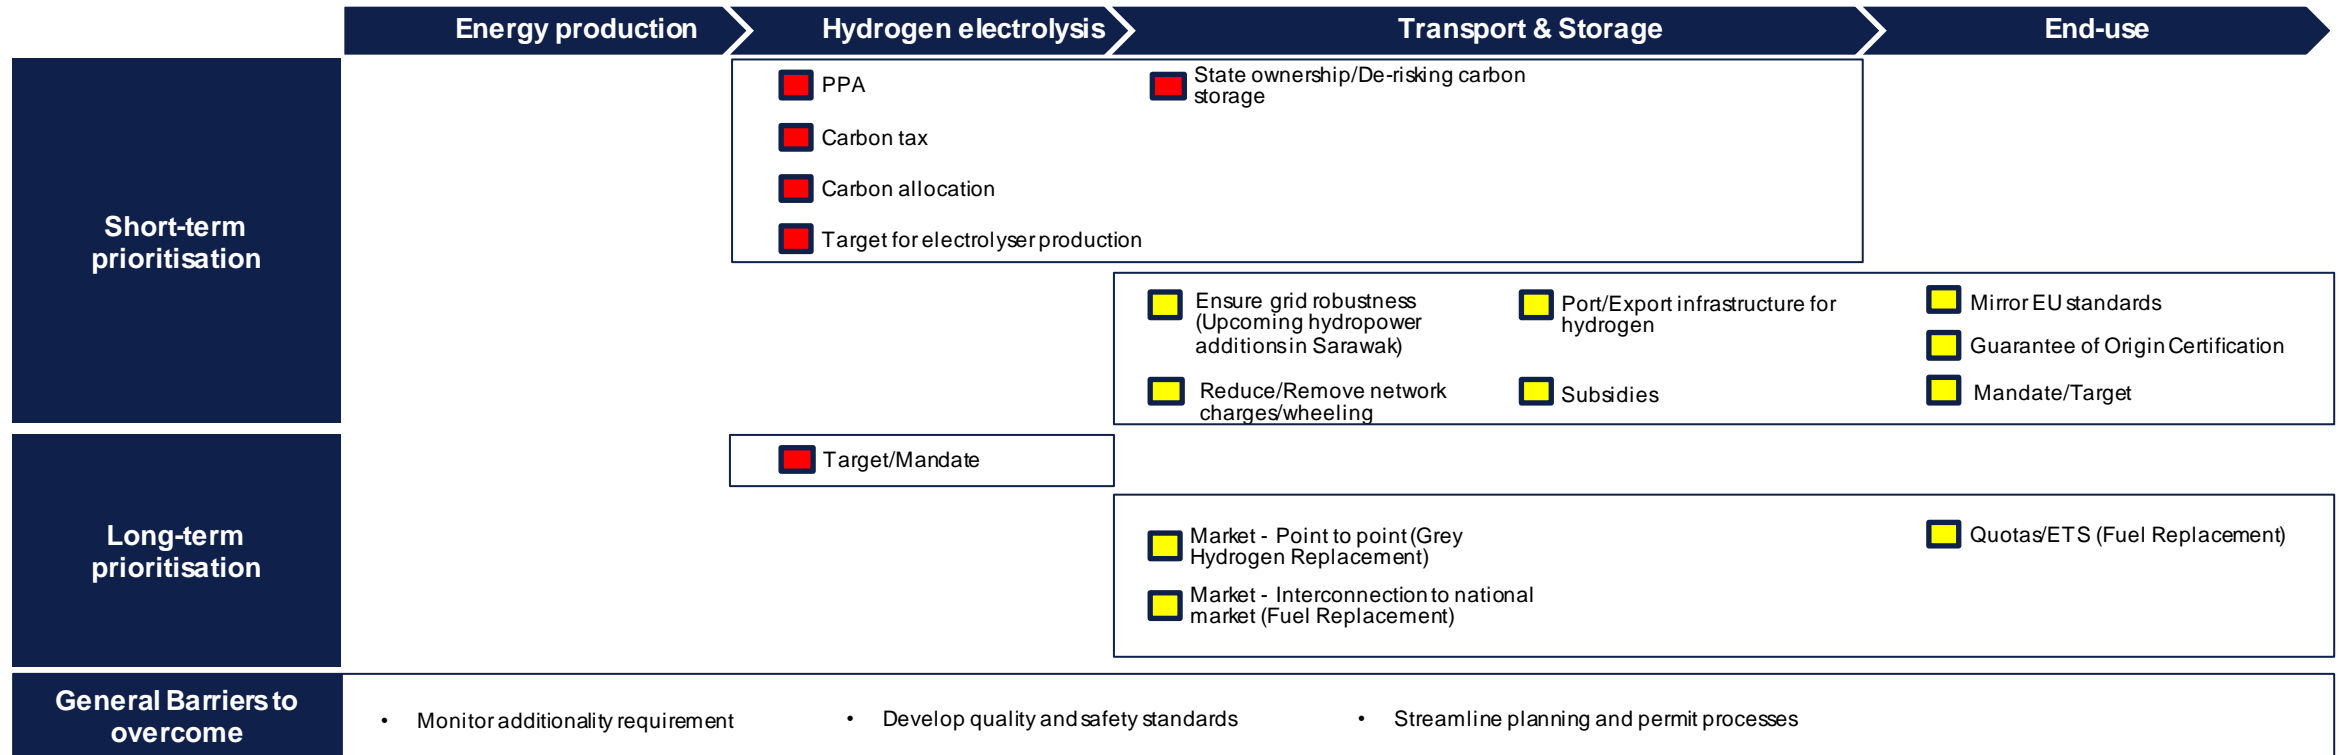 Energy production
Hydrogen electrolysis
Transport & Storage
End-use
Short-term
prioritisation
PPA
State ownership/De-risking carbon
storage
Carbon tax
Carbon allocation
Target for electrolyser production
Ensure grid robustness
(Upcoming hydropower
additions in Sarawak)
Port/Export infrastructure for
hydrogen
Mirror EU standards
Guarantee of Origin Certification
Reduce/Remove network
charges/wheeling
Subsidies
Mandate/Target
Long-term
prioritisation
Target/Mandate
Market - Point to point (Grey
Hydrogen Replacement)
Quotas/ETS (Fuel Replacement)
Market - Interconnection to national
market (Fuel Replacement)
General Barriers to
overcome
• Monitor additionality requirement
• Develop quality and safety standards
• Streamline planning and permit processes